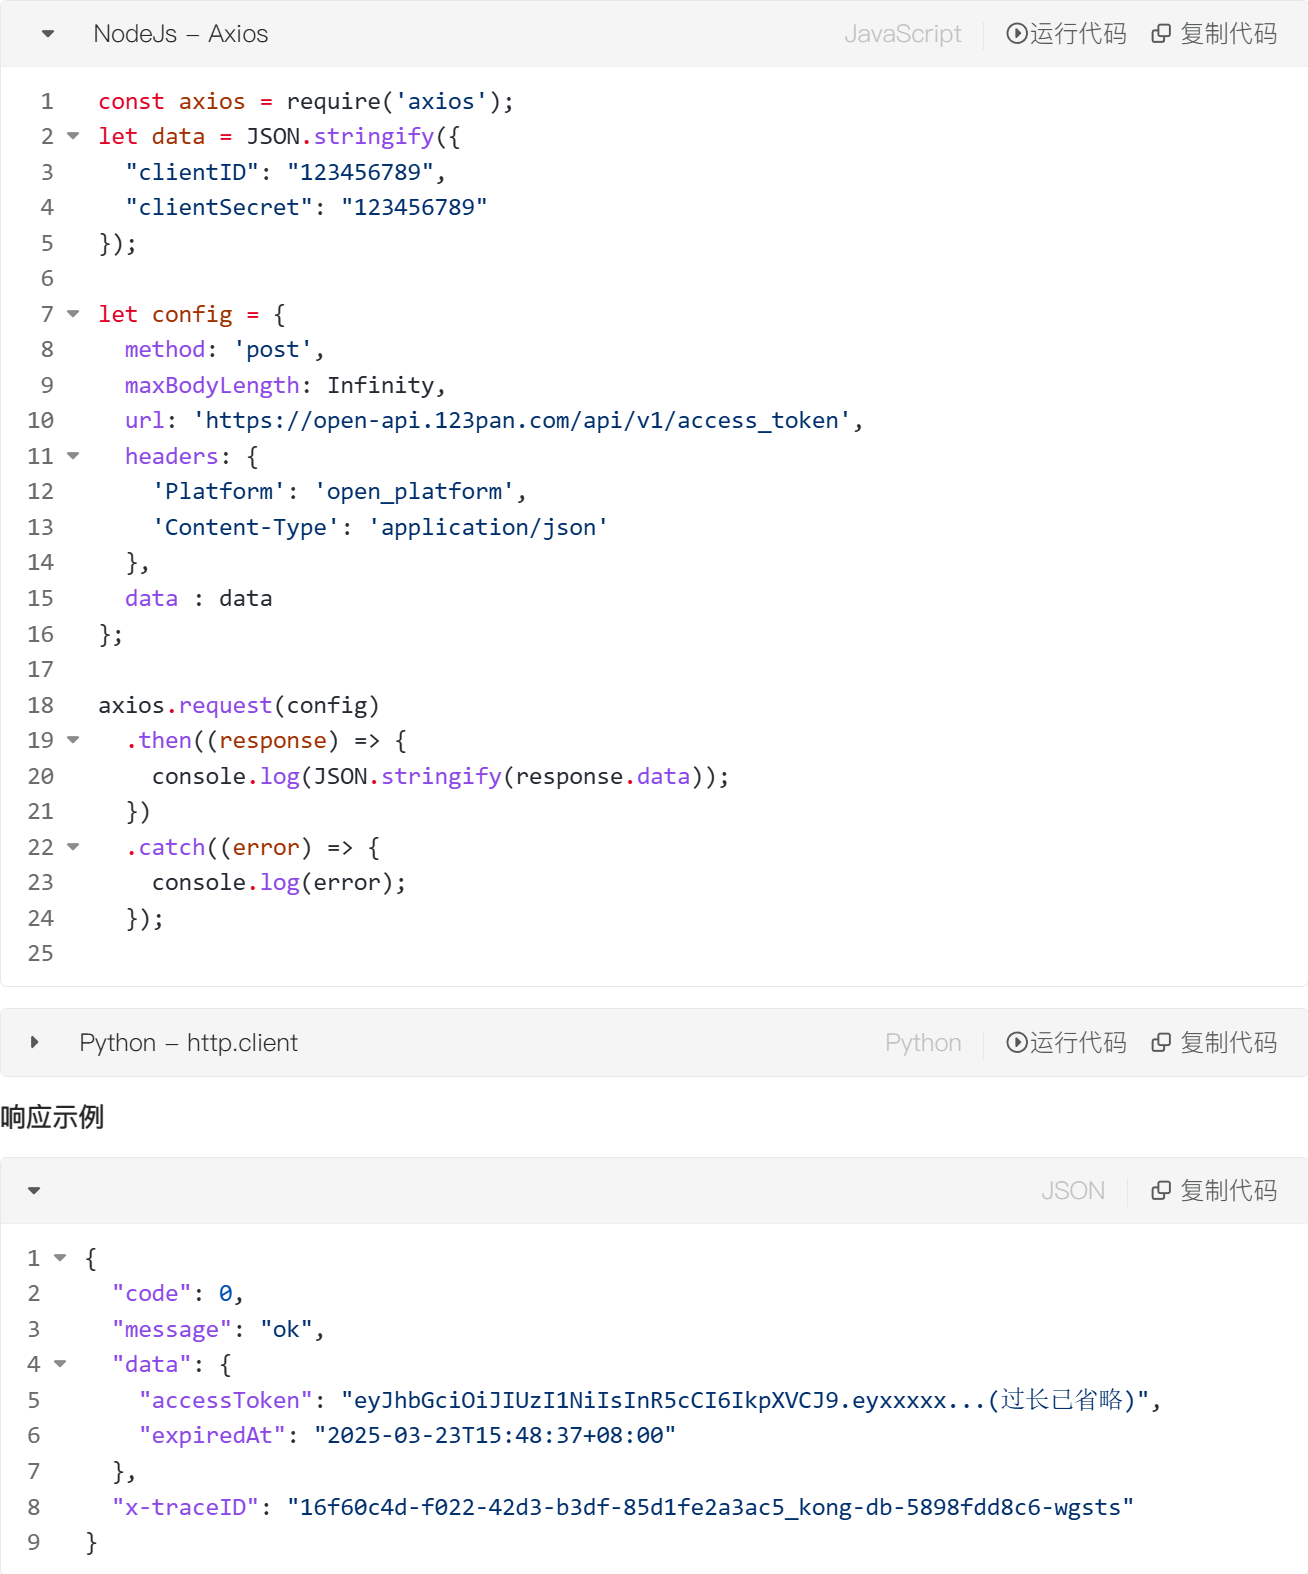 NodeJs – Axios JavaScript 运行代码 复制代码
1 const axios = require('axios');
2 let data = JSON.stringify({
3   "clientID": "123456789",
4   "clientSecret": "123456789"
5 });
6
7 let config = {
8   method: 'post',
9   maxBodyLength: Infinity,
10   url: 'https://open-api.123pan.com/api/v1/access_token',
11   headers: {
12     'Platform': 'open_platform',
13     'Content-Type': 'application/json'
14   },
15   data : data
16 };
17
18 axios.request(config)
19   .then((response) => {
20     console.log(JSON.stringify(response.data));
21   })
22   .catch((error) => {
23     console.log(error);
24   });
25
Python – http.client Python 运行代码 复制代码
响应示例
JSON 复制代码
1 {
2   "code": 0,
3   "message": "ok",
4   "data": {
5     "accessToken": "eyJhbGciOiJIUzI1NiIsInR5cCI6IkpXVCJ9.eyxxxxx...(过长已省略)",
6     "expiredAt": "2025-03-23T15:48:37+08:00"
7   },
8   "x-traceID": "16f60c4d-f022-42d3-b3df-85d1fe2a3ac5_kong-db-5898fdd8c6-wgsts"
9 }